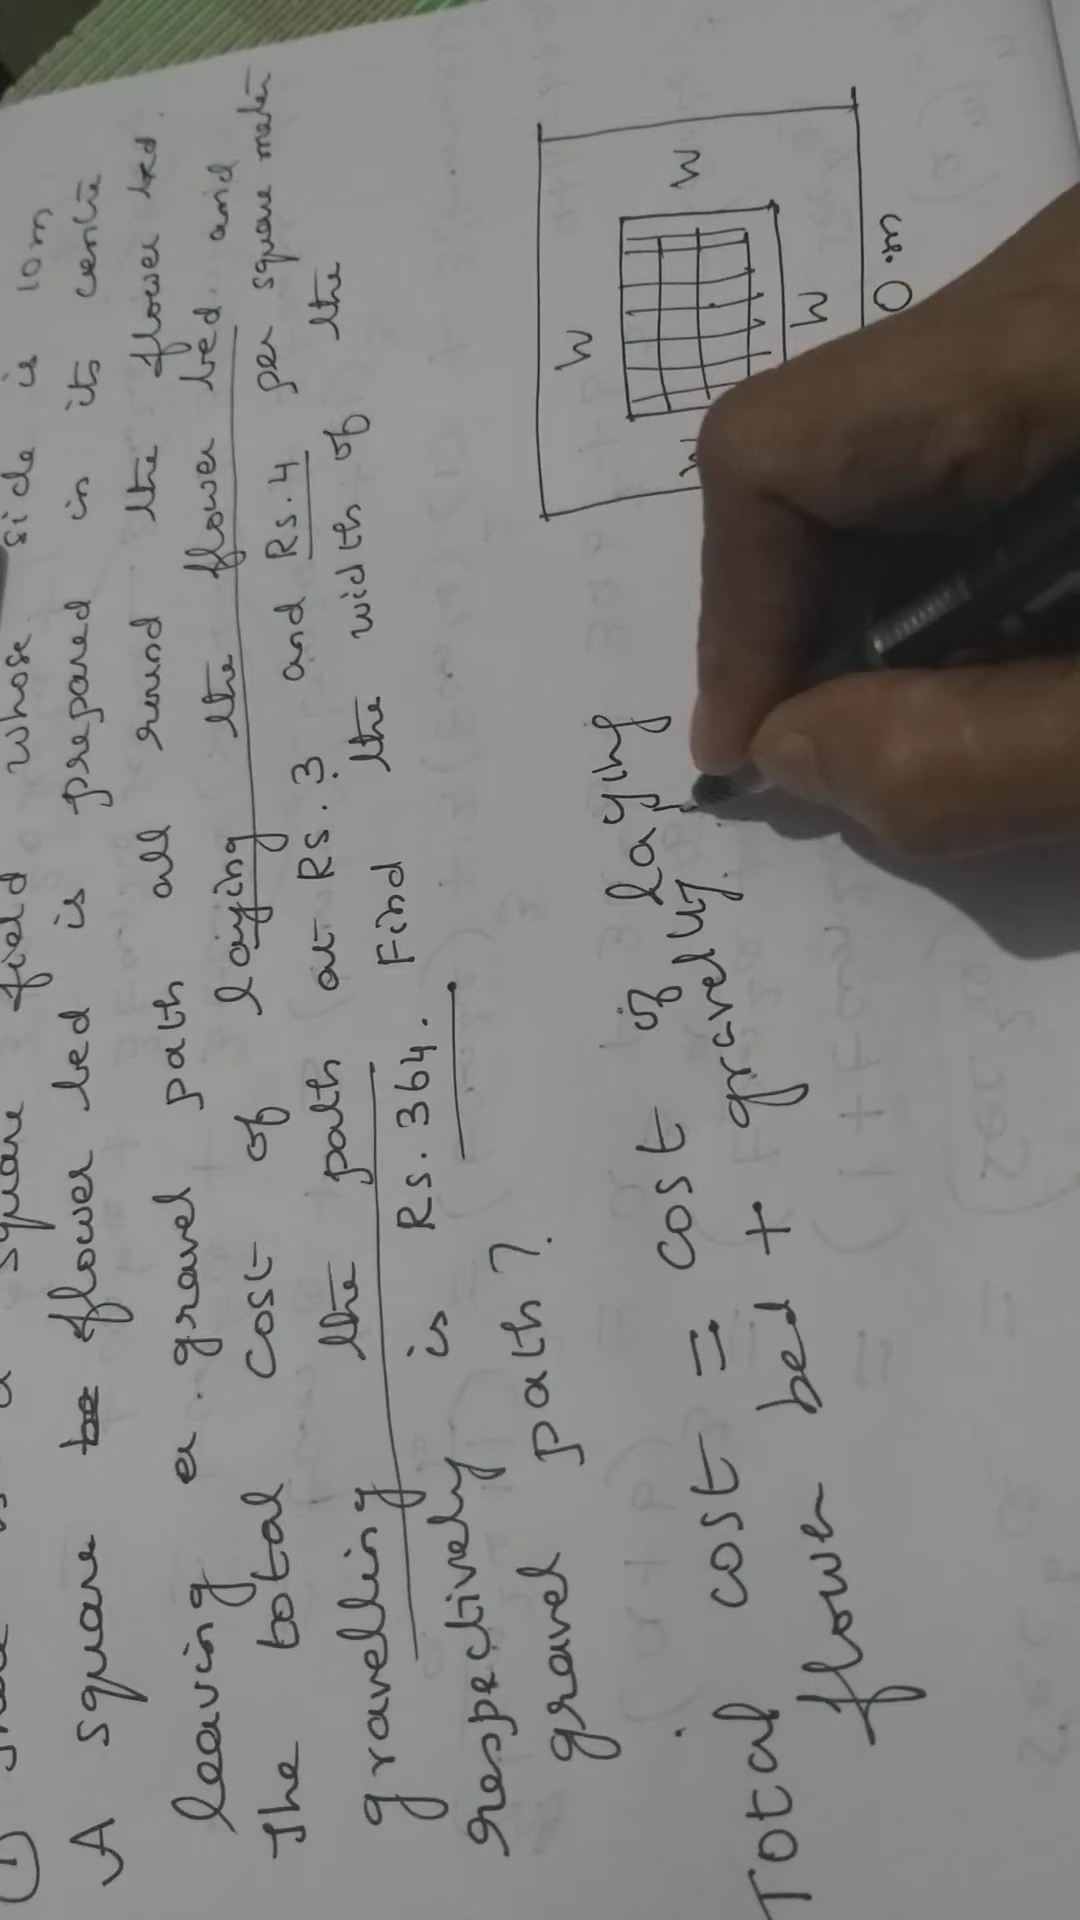 square field whose side is 10m
A square flower bed is prepared in its centre
leaving a gravel path all round the flower bed.
The total cost of laying the flower bed and
gravelling the path at Rs.3 and Rs.4 per square meter
respectively is Rs.364. Find the width of the
gravel path?
W
W
W
W
0 m
Total cost = cost of laying
flower bed + gravelly